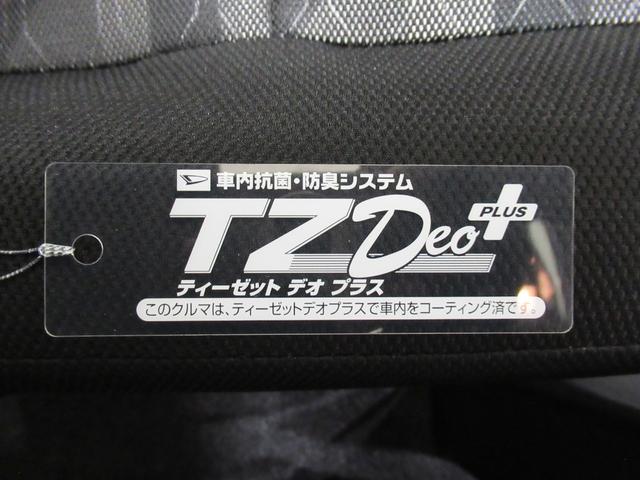 車内抗菌・防臭システム
TZ Deo PLUS
ティーゼット デオ プラス
このクルマは、ティーゼットデオプラスで車内をコーティング済です。